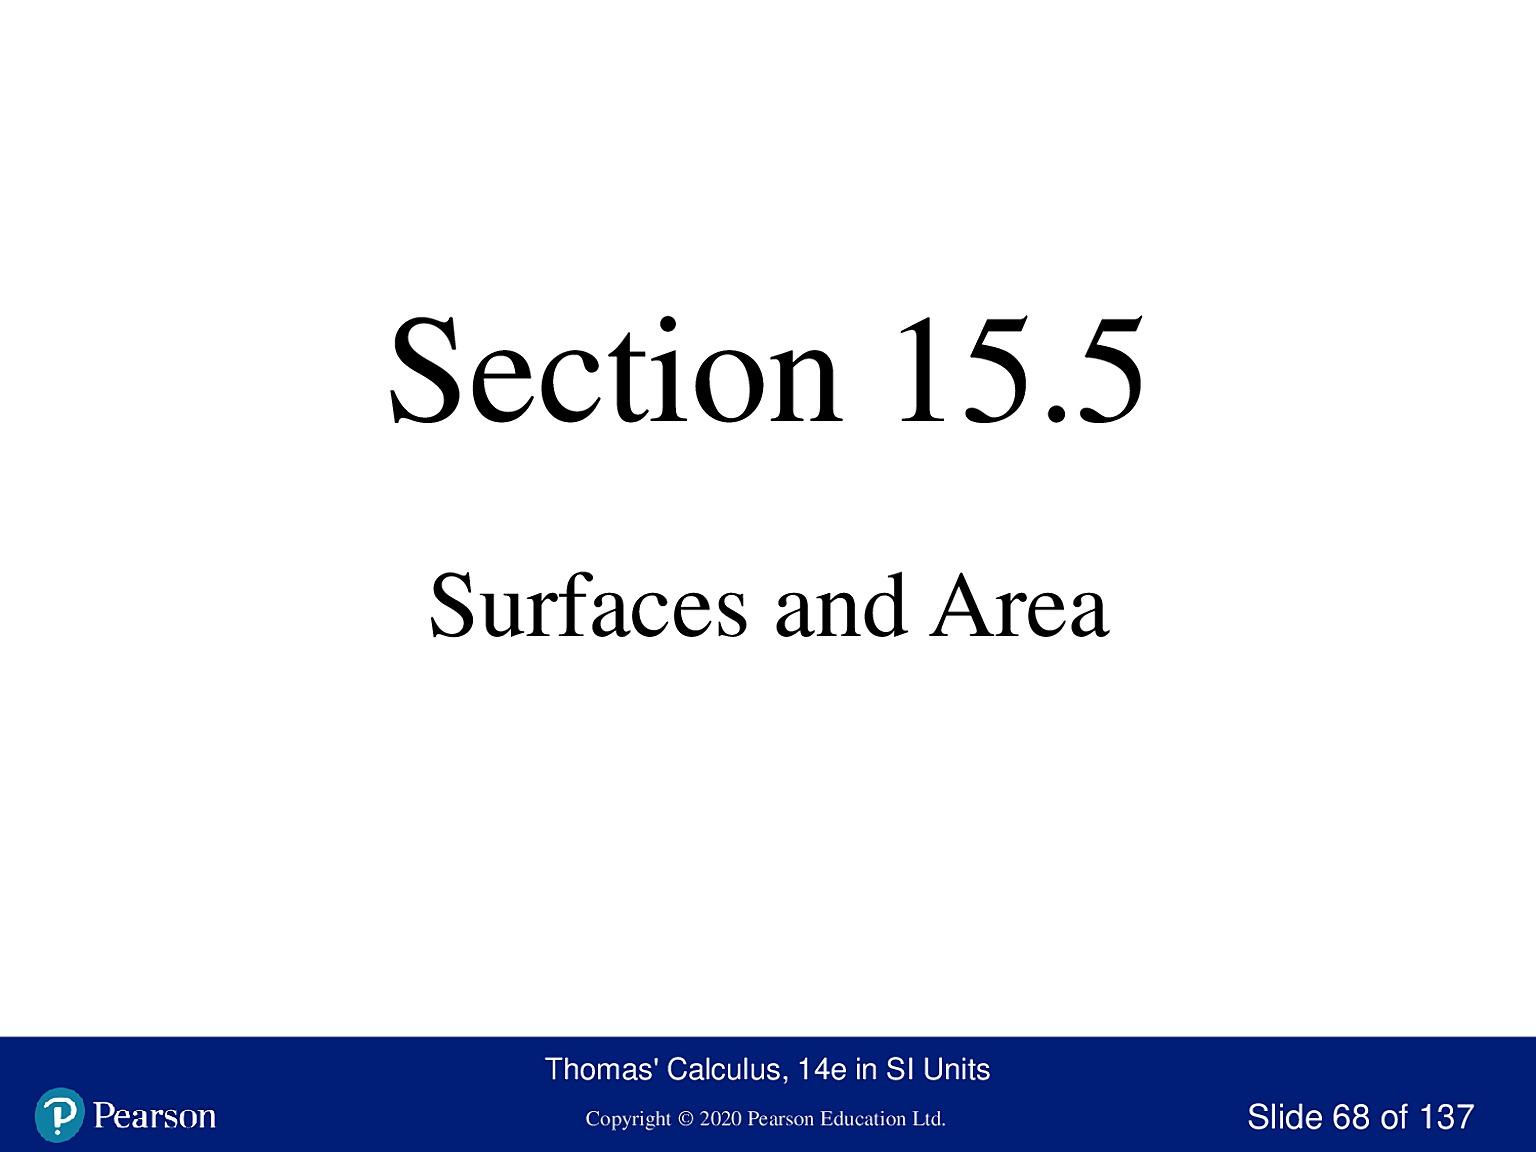 Section 15.5
Surfaces and Area
Thomas' Calculus, 14e in SI Units
Pearson
Copyright © 2020 Pearson Education Ltd.
Slide 68 of 137